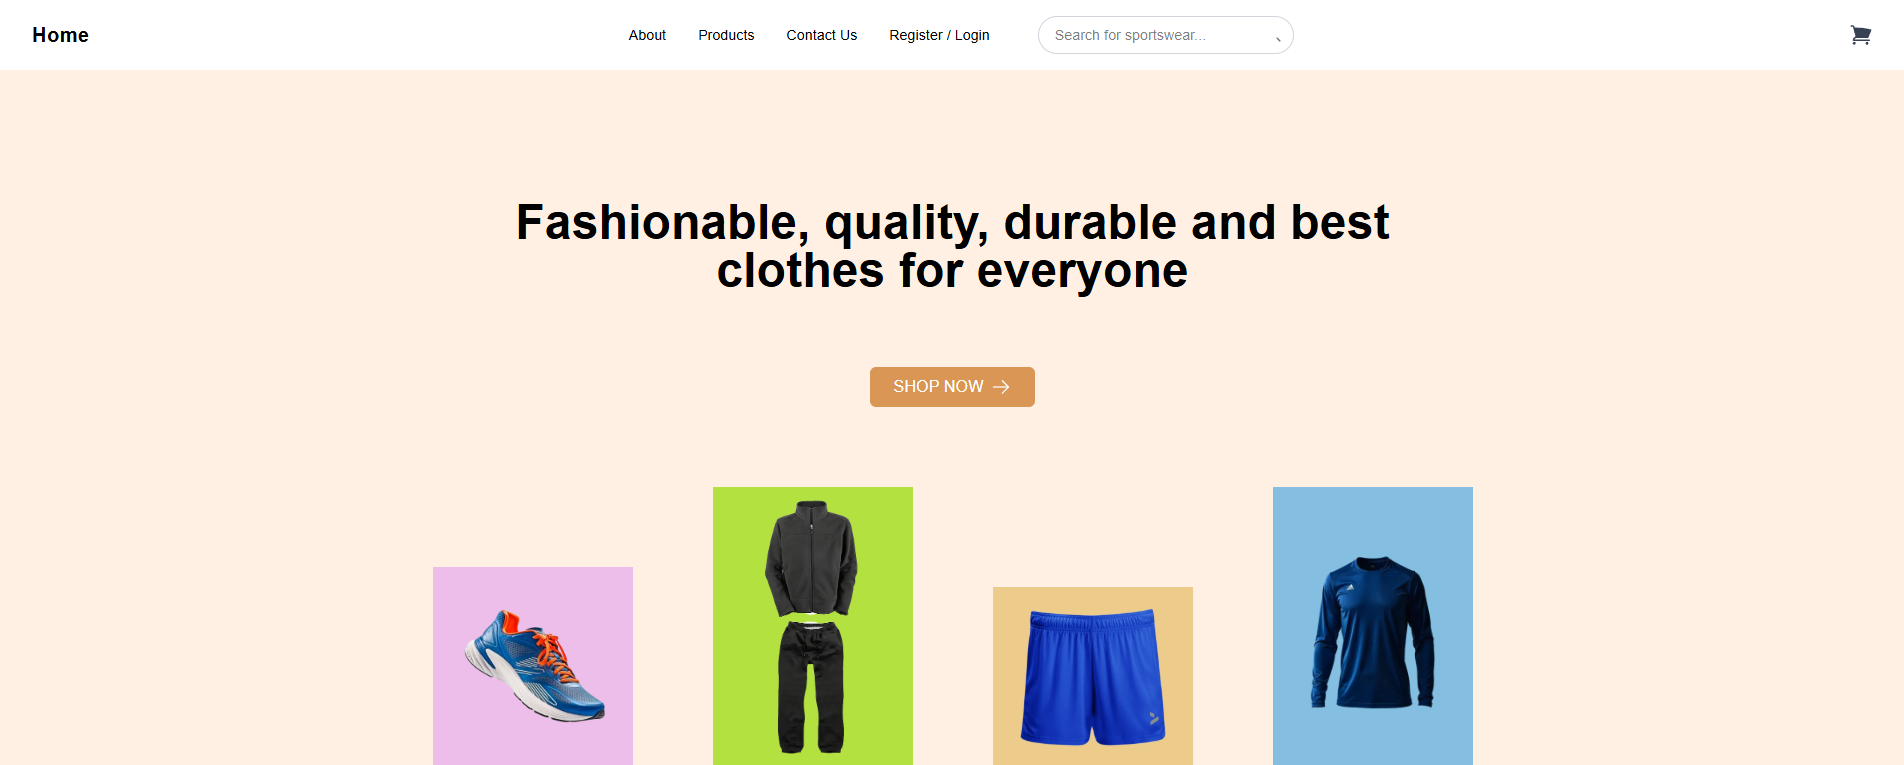 Home
About
Products
Contact Us
Register / Login
Search for sportswear...
Fashionable, quality, durable and best
clothes for everyone
SHOP NOW